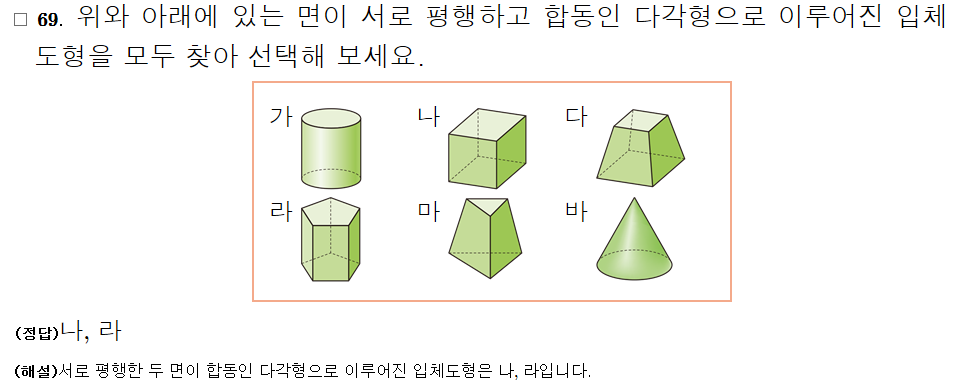 □ 69. 위와 아래에 있는 면이 서로 평행하고 합동인 다각형으로 이루어진 입체
도형을 모두 찾아 선택해 보세요.
가 나 다
라 마 바
(정답)나, 라
(해설)서로 평행한 두 면이 합동인 다각형으로 이루어진 입체도형은 나, 라입니다.